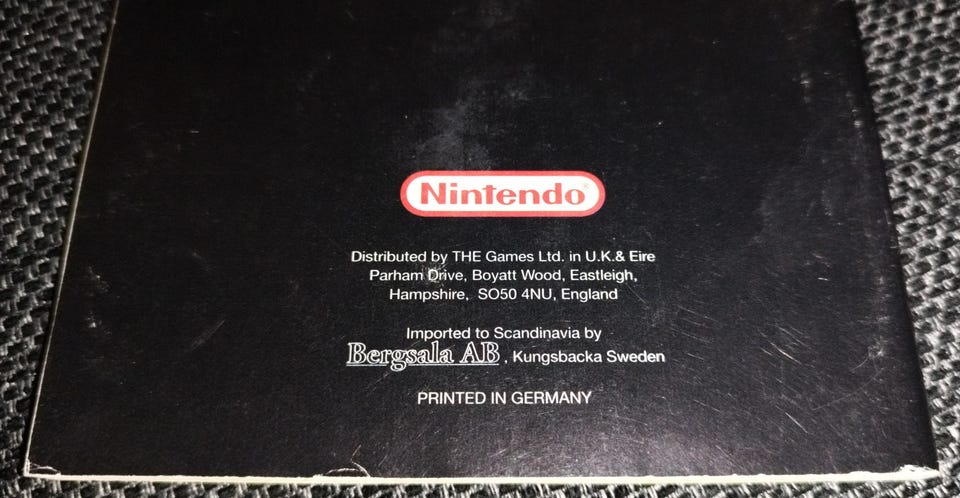 Nintendo®
Distributed by THE Games Ltd. in U.K.& Eire
Parham Drive, Boyatt Wood, Eastleigh,
Hampshire, SO50 4NU, England
Imported to Scandinavia by
Bergsala AB, Kungsbacka Sweden
PRINTED IN GERMANY